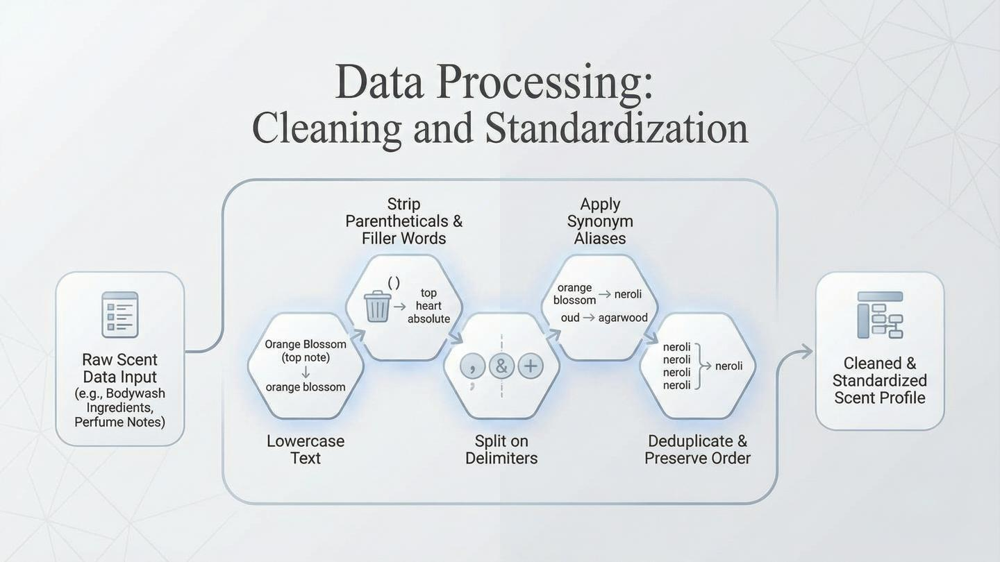 Data Processing:
Cleaning and Standardization
Raw Scent
Data Input
(e.g., Bodywash
Ingredients,
Perfume Notes)
Orange Blossom
(top note)
↓
orange blossom
Lowercase
Text
Strip
Parentheticals &
Filler Words
( )
→
top
heart
absolute
, & +
;
Split on
Delimiters
Apply
Synonym
Aliases
orange
blossom → neroli
oud → agarwood
neroli
neroli
neroli
neroli
→ neroli
Deduplicate &
Preserve Order
Cleaned &
Standardized
Scent Profile